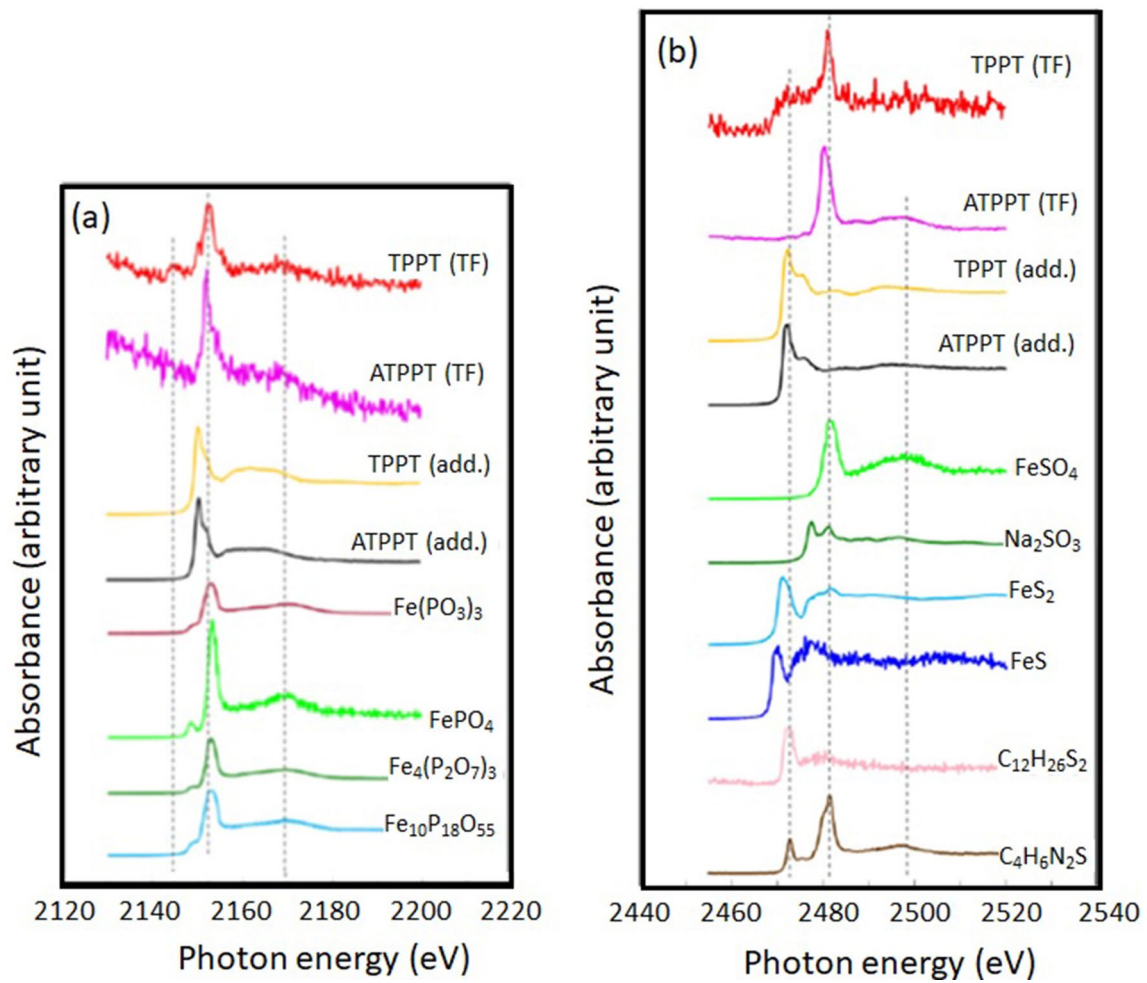 (a)
TPPT (TF)
ATPPT (TF)
TPPT (add.)
ATPPT (add.)
Fe(PO3)3
FePO4
Fe4(P2O7)3
Fe10P18O55
Absorbance (arbitrary unit)
2120 2140 2160 2180 2200 2220
Photon energy (eV)
(b)
TPPT (TF)
ATPPT (TF)
TPPT (add.)
ATPPT (add.)
FeSO4
Na2SO3
FeS2
FeS
C12H26S2
C4H6N2S
Absorbance (arbitrary unit)
2440 2460 2480 2500 2520 2540
Photon energy (eV)